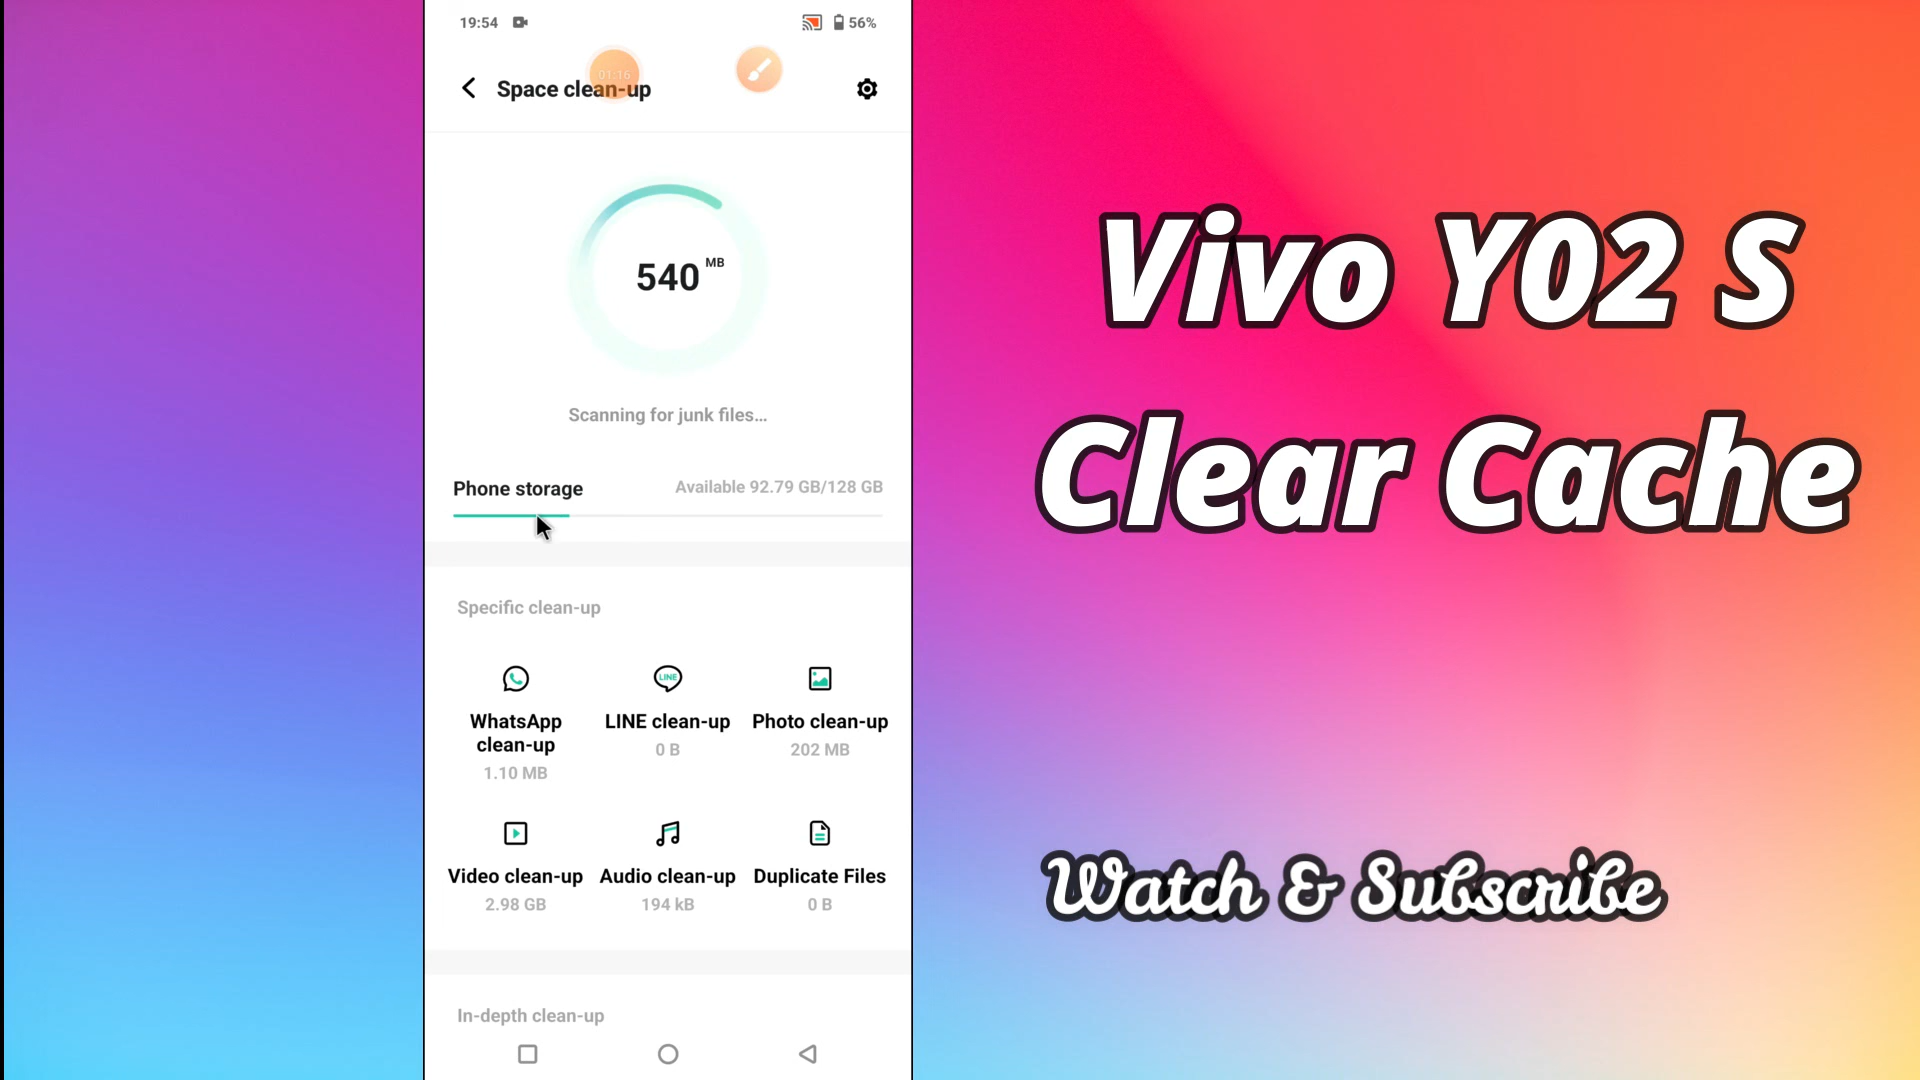 19:54
56%
01:16
Space clean-up
540 MB
Scanning for junk files...
Phone storage
Available 92.79 GB/128 GB
Specific clean-up
LINE
WhatsApp
clean-up
1.10 MB
LINE clean-up
0 B
Photo clean-up
202 MB
Video clean-up
2.98 GB
Audio clean-up
194 kB
Duplicate Files
0 B
In-depth clean-up
Vivo Y02 S
Clear Cache
Watch & Subscribe